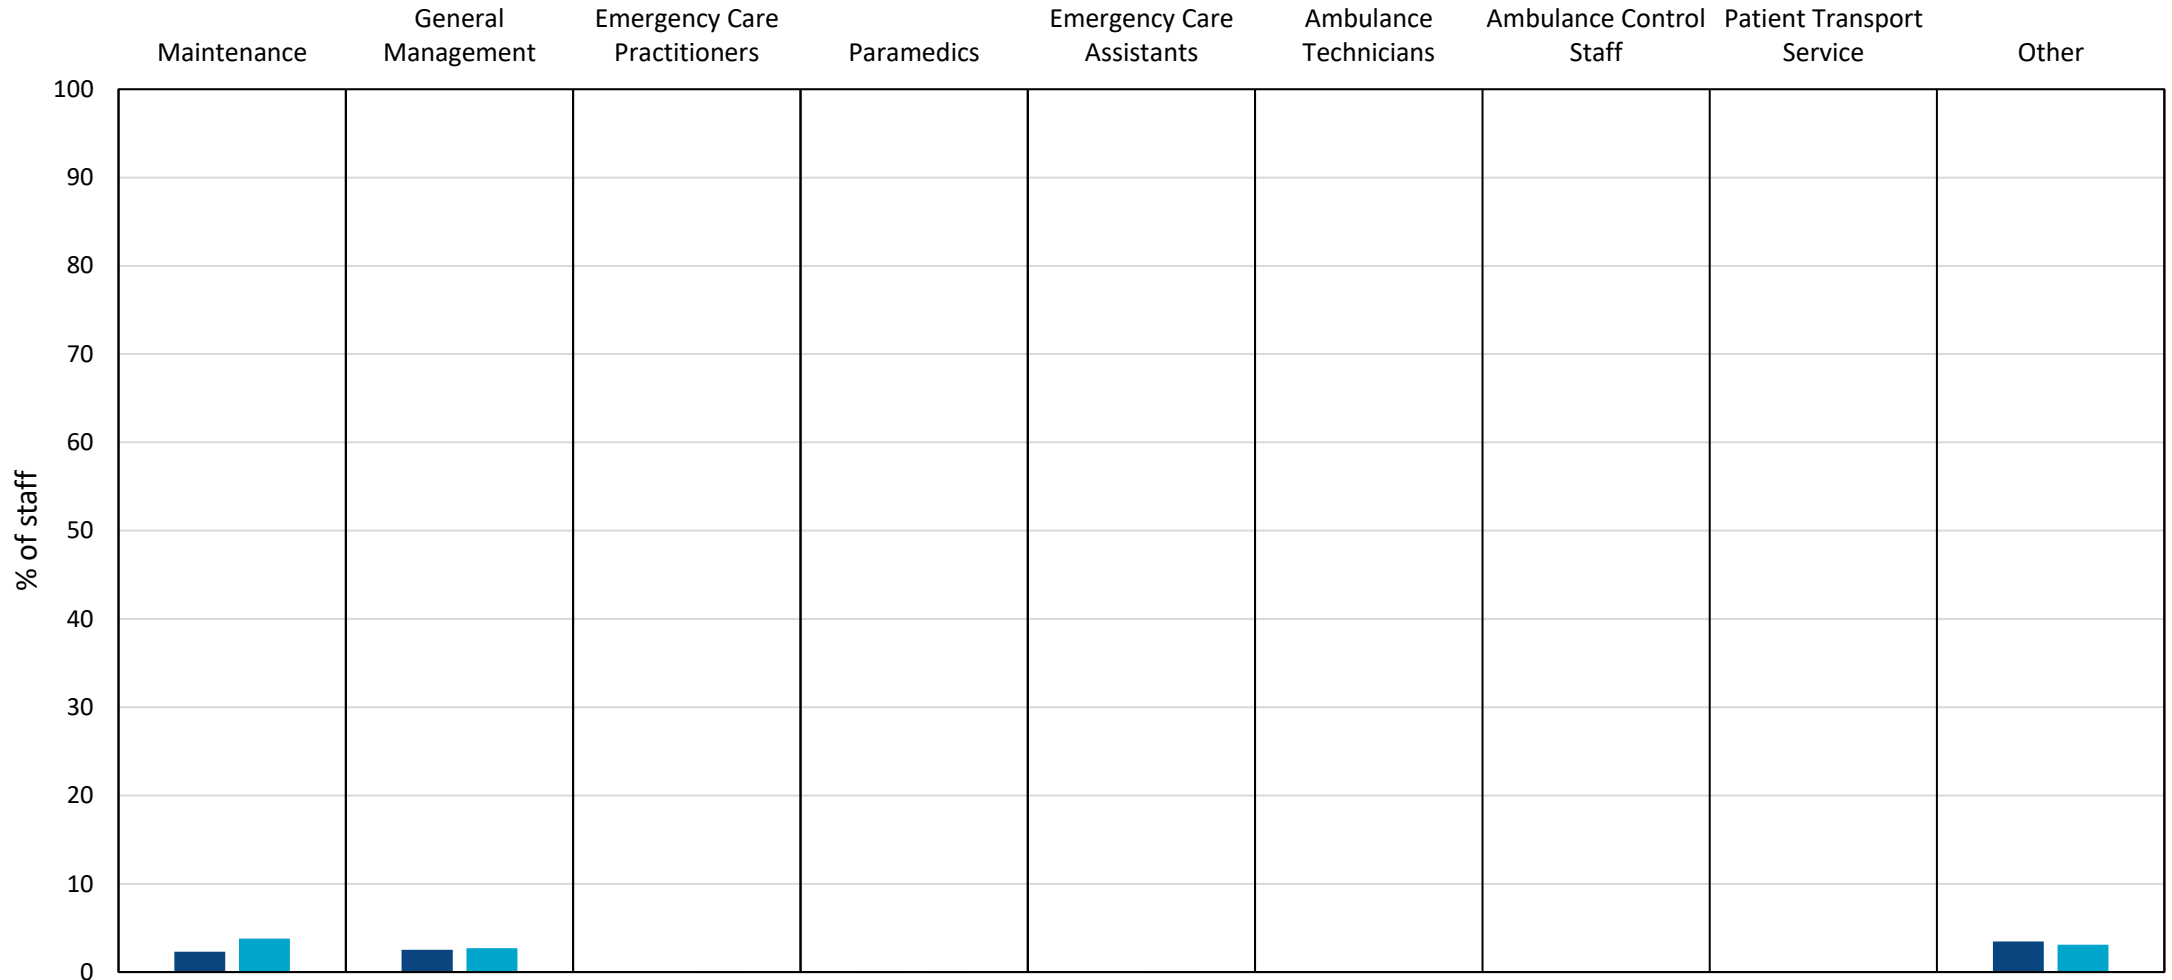 Maintenance
General
Management
Emergency Care
Practitioners
Paramedics
Emergency Care
Assistants
Ambulance
Technicians
Ambulance Control
Staff
Patient Transport
Service
Other
% of staff
100
90
80
70
60
50
40
30
20
10
0